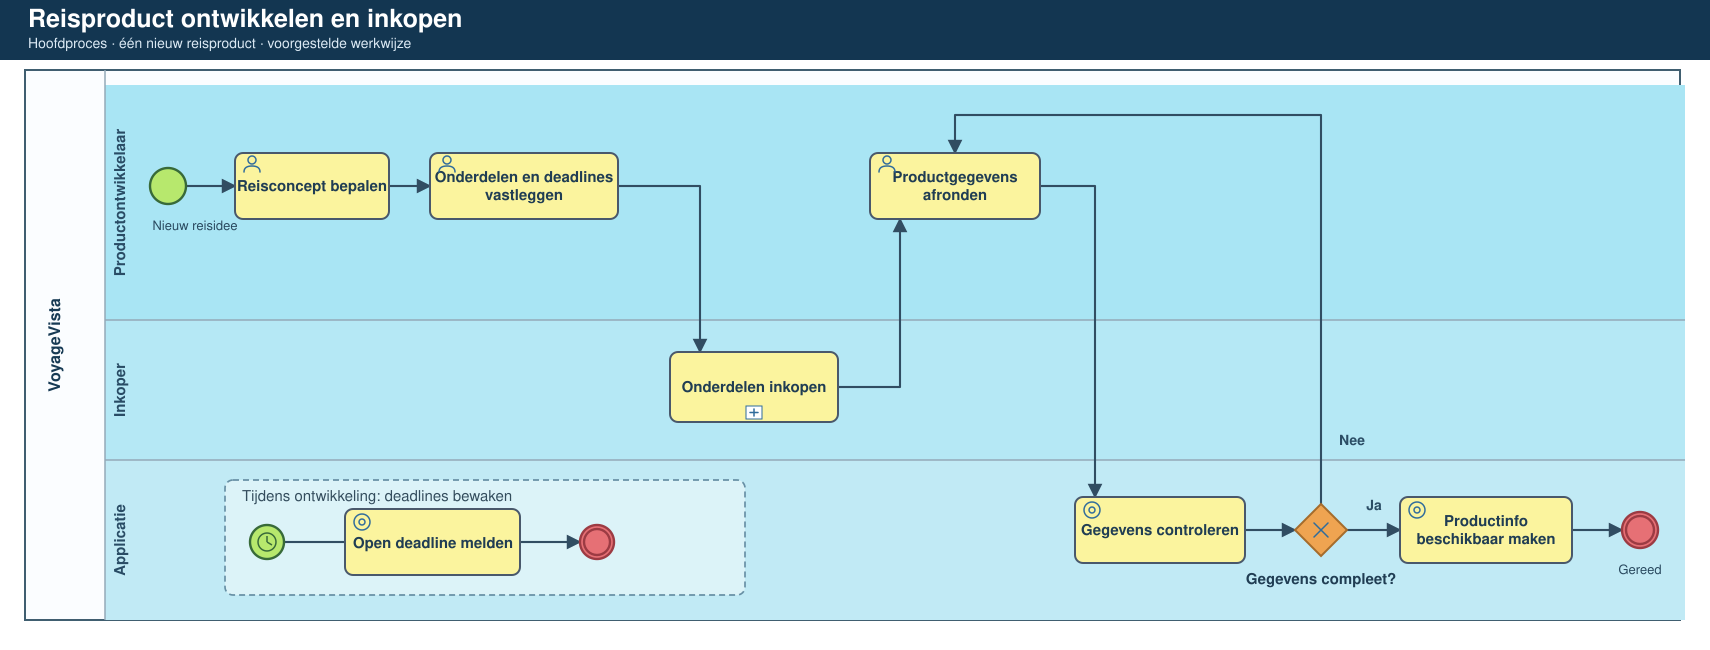 Reisproduct ontwikkelen en inkopen
Hoofdproces · één nieuw reisproduct · voorgestelde werkwijze
VoyageVista
Productontwikkelaar
Nieuw reisidee
Reisconcept bepalen
Onderdelen en deadlines
vastleggen
Productgegevens
afronden
Inkoper
Onderdelen inkopen
Nee
Applicatie
Tijdens ontwikkeling: deadlines bewaken
Open deadline melden
Gegevens controleren
Gegevens compleet?
Ja
Productinfo
beschikbaar maken
Gereed